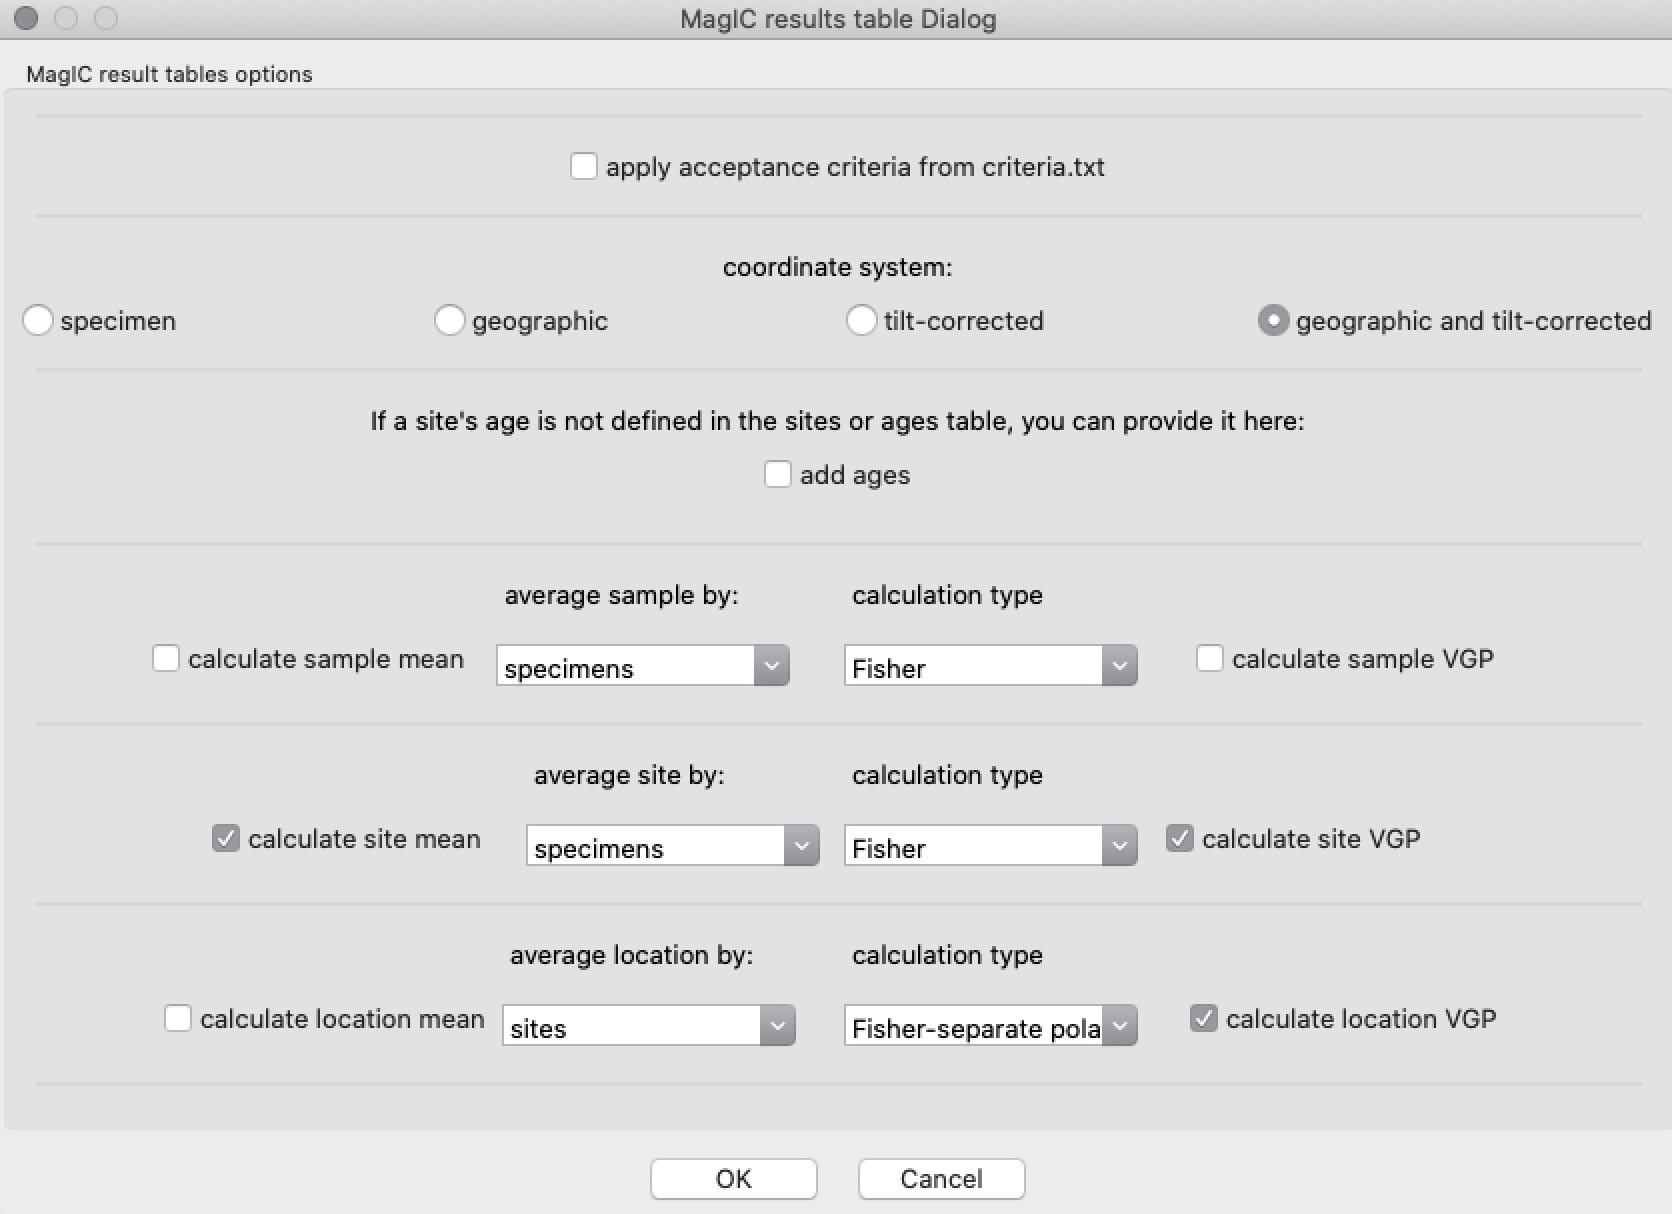 MagIC results table Dialog
MagIC result tables options
apply acceptance criteria from criteria.txt
coordinate system:
specimen geographic tilt-corrected geographic and tilt-corrected
If a site's age is not defined in the sites or ages table, you can provide it here:
add ages
average sample by: calculation type
calculate sample mean specimens Fisher calculate sample VGP
average site by: calculation type
calculate site mean specimens Fisher calculate site VGP
average location by: calculation type
calculate location mean sites Fisher-separate pola calculate location VGP
OK Cancel